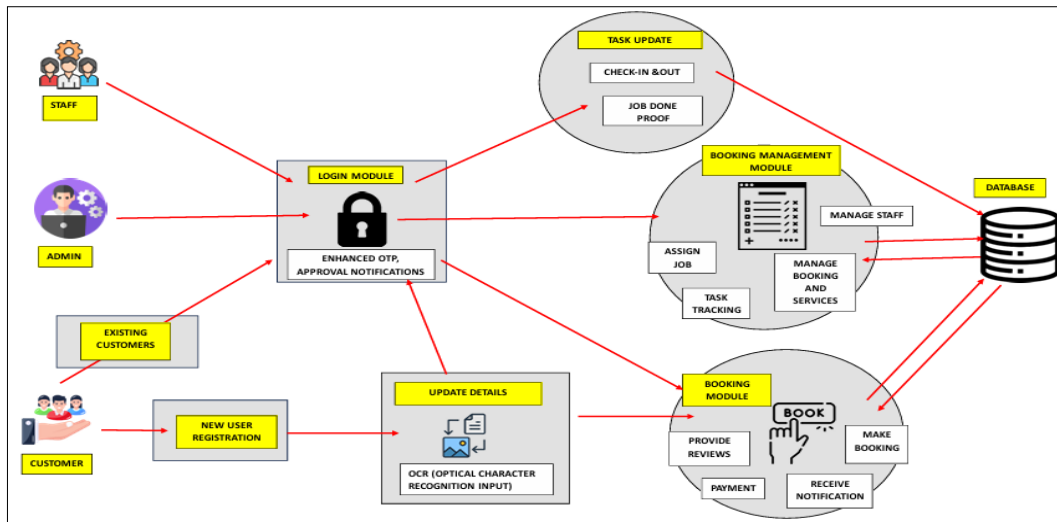 STAFF
ADMIN
EXISTING
CUSTOMERS
CUSTOMER
NEW USER
REGISTRATION
LOGIN MODULE
ENHANCED OTP,
APPROVAL NOTIFICATIONS
UPDATE DETAILS
OCR (OPTICAL CHARACTER
RECOGNITION INPUT)
TASK UPDATE
CHECK-IN &OUT
JOB DONE
PROOF
BOOKING MANAGEMENT
MODULE
MANAGE STAFF
ASSIGN
JOB
MANAGE
BOOKING
AND
SERVICES
TASK
TRACKING
BOOKING
MODULE
BOOK
PROVIDE
REVIEWS
MAKE
BOOKING
PAYMENT
RECEIVE
NOTIFICATION
DATABASE